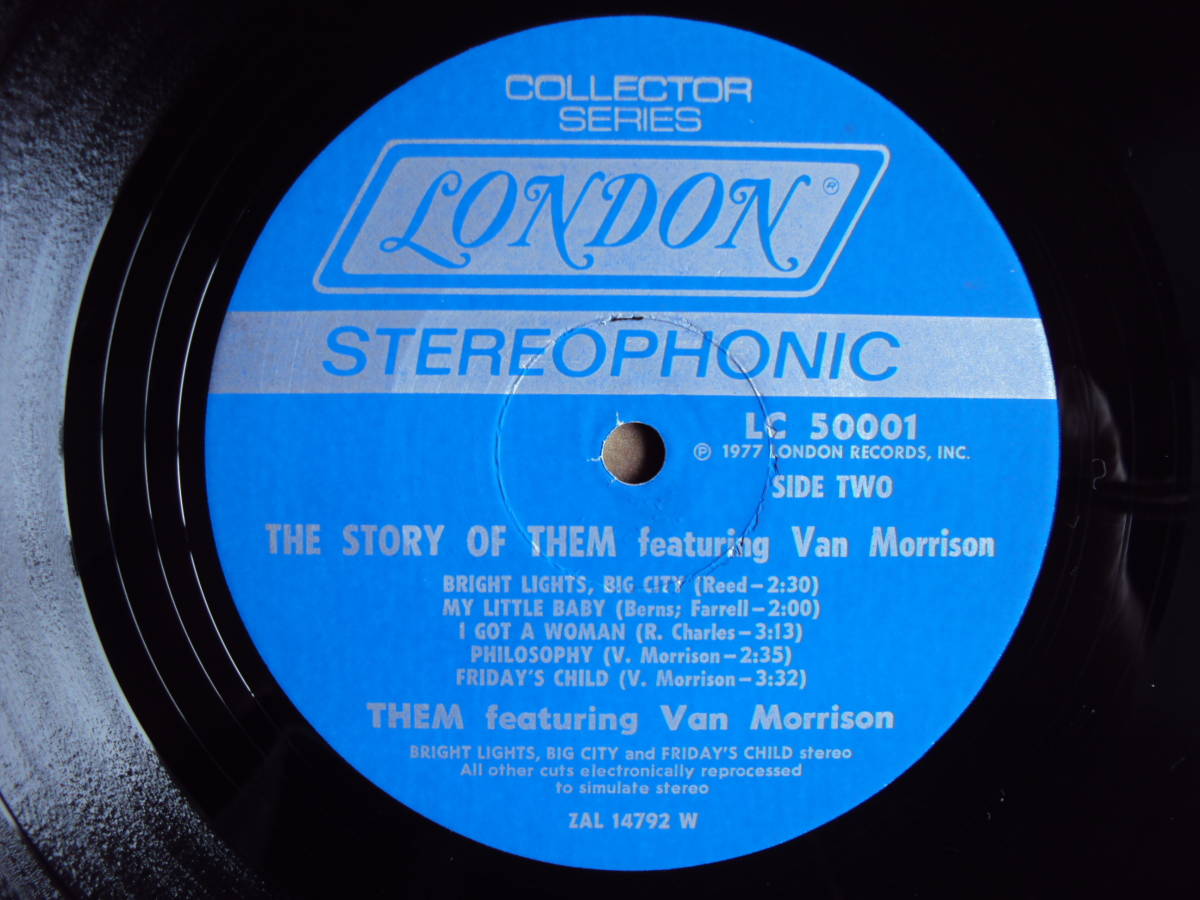 COLLECTOR
SERIES
LONDON ®
STEREOPHONIC
LC 50001
℗ 1977 LONDON RECORDS, INC.
SIDE TWO
THE STORY OF THEM featuring Van Morrison
BRIGHT LIGHTS, BIG CITY (Reed–2:30)
MY LITTLE BABY (Berns; Farrell–2:00)
I GOT A WOMAN (R. Charles–3:13)
PHILOSOPHY (V. Morrison–2:35)
FRIDAY'S CHILD (V. Morrison–3:32)
THEM featuring Van Morrison
BRIGHT LIGHTS, BIG CITY and FRIDAY'S CHILD stereo
All other cuts electronically reprocessed
to simulate stereo
ZAL 14792 W